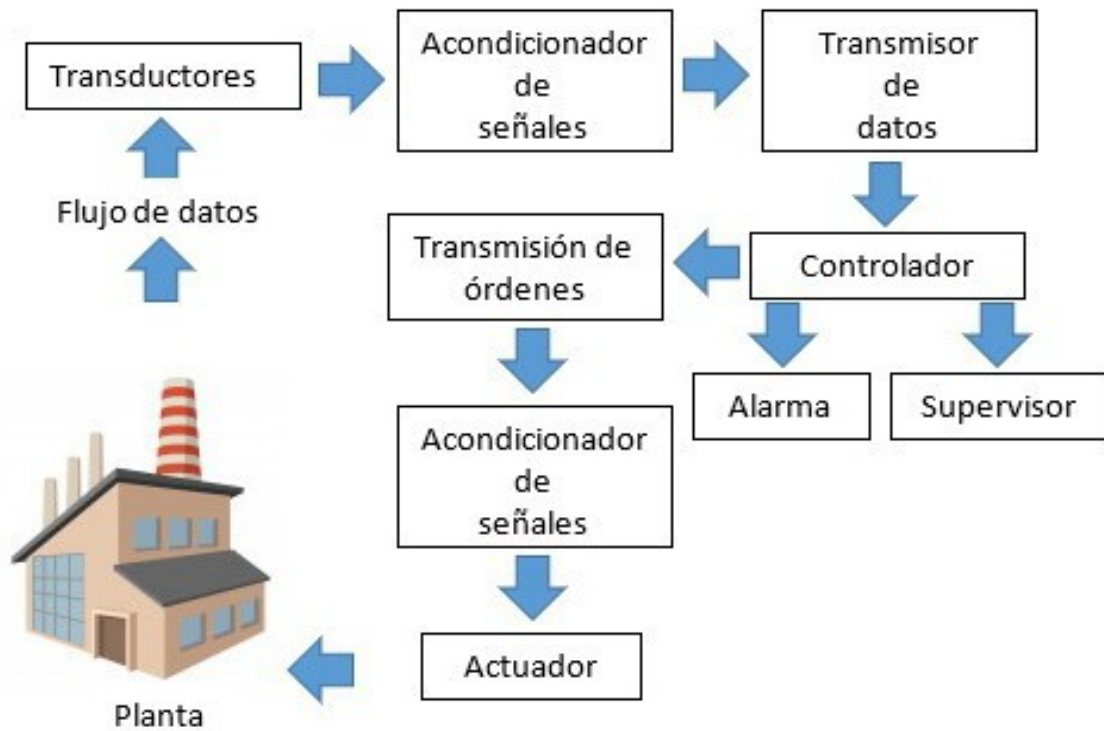 Transductores
Acondicionador
de
señales
Transmisor
de
datos
Flujo de datos
Transmisión de
órdenes
Controlador
Alarma
Supervisor
Acondicionador
de
señales
Actuador
Planta